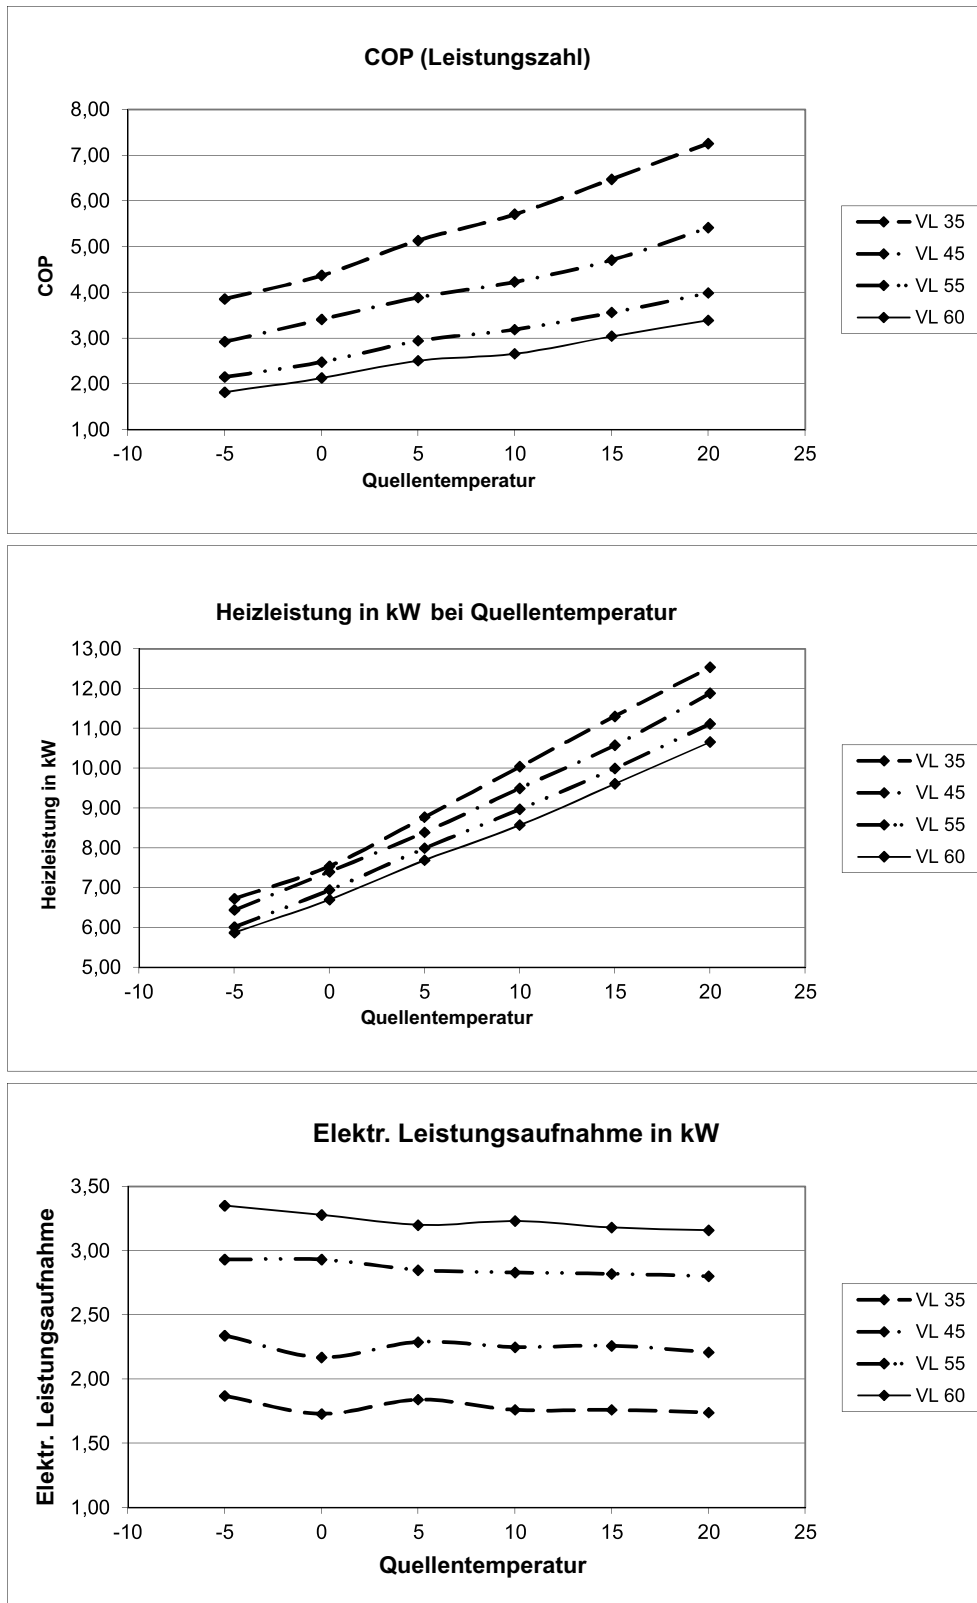 COP (Leistungszahl)
8,00
7,00
6,00
5,00
4,00
3,00
2,00
1,00
COP
-10 -5 0 5 10 15 20 25
Quellentemperatur
VL 35
VL 45
VL 55
VL 60
Heizleistung in kW bei Quellentemperatur
13,00
12,00
11,00
10,00
9,00
8,00
7,00
6,00
5,00
Heizleistung in kW
-10 -5 0 5 10 15 20 25
Quellentemperatur
VL 35
VL 45
VL 55
VL 60
Elektr. Leistungsaufnahme in kW
3,50
3,00
2,50
2,00
1,50
1,00
Elektr. Leistungsaufnahme
-10 -5 0 5 10 15 20 25
Quellentemperatur
VL 35
VL 45
VL 55
VL 60